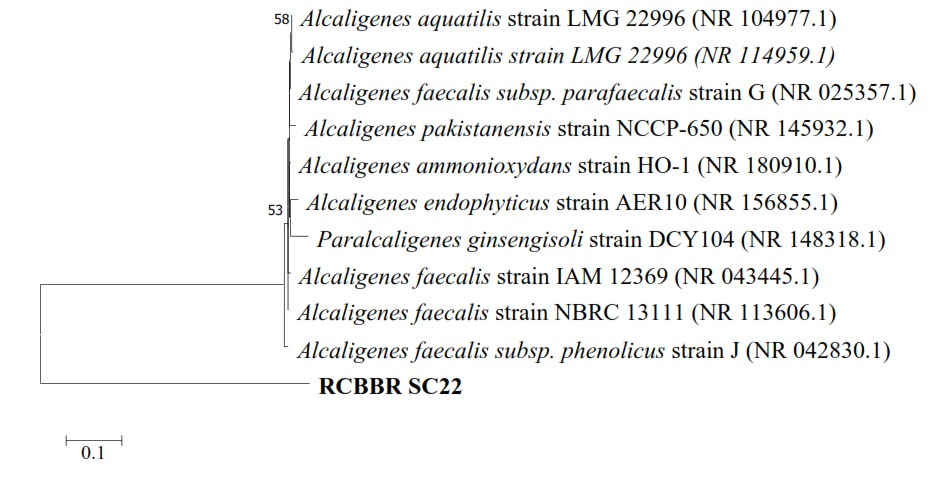 58
Alcaligenes aquatilis strain LMG 22996 (NR 104977.1)
Alcaligenes aquatilis strain LMG 22996 (NR 114959.1)
Alcaligenes faecalis subsp. parafaecalis strain G (NR 025357.1)
Alcaligenes pakistanensis strain NCCP-650 (NR 145932.1)
Alcaligenes ammonioxydans strain HO-1 (NR 180910.1)
Alcaligenes endophyticus strain AER10 (NR 156855.1)
53
Paralcaligenes ginsengisoli strain DCY104 (NR 148318.1)
Alcaligenes faecalis strain IAM 12369 (NR 043445.1)
Alcaligenes faecalis strain NBRC 13111 (NR 113606.1)
Alcaligenes faecalis subsp. phenolicus strain J (NR 042830.1)
RCBBR SC22
0.1